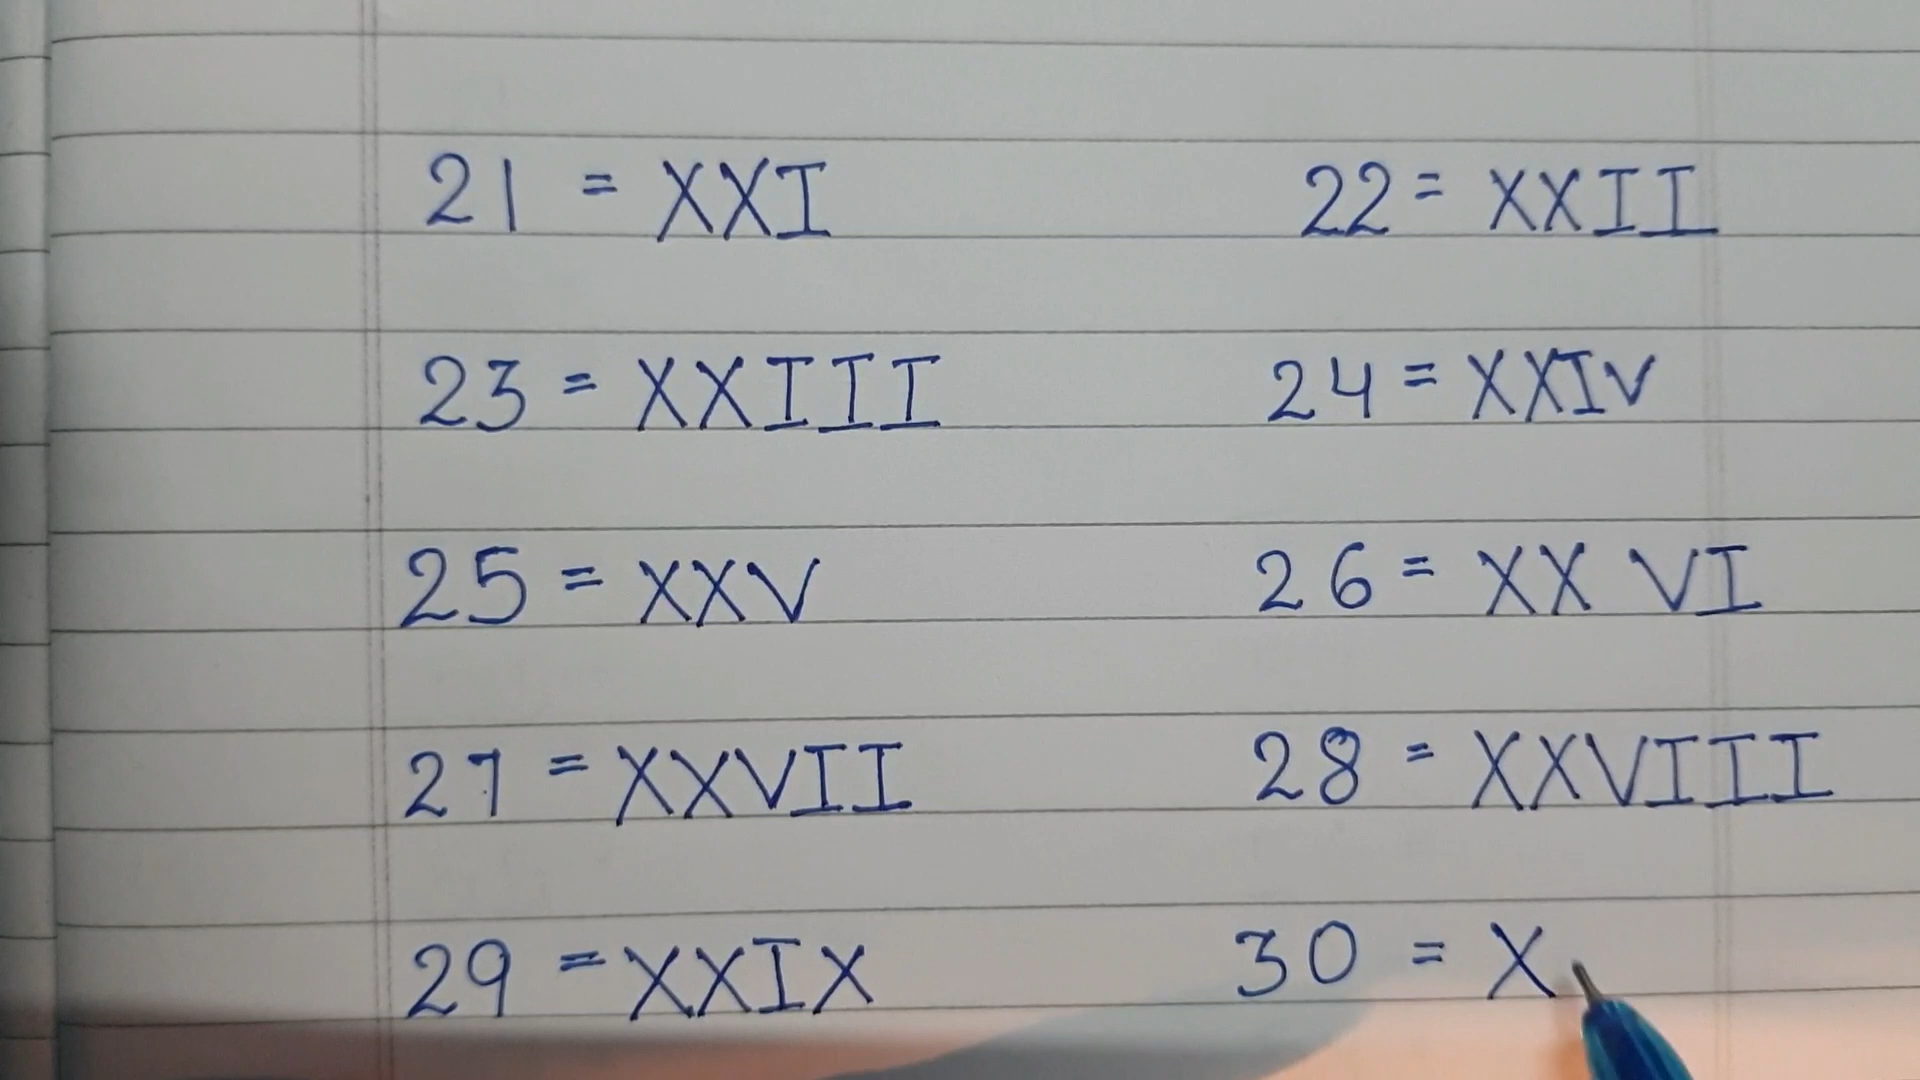 21 = XXI 22 = XXII
23 = XXIII 24 = XXIV
25 = XXV 26 = XX VI
27 = XXVII 28 = XXVIII
29 = XXIX 30 = X